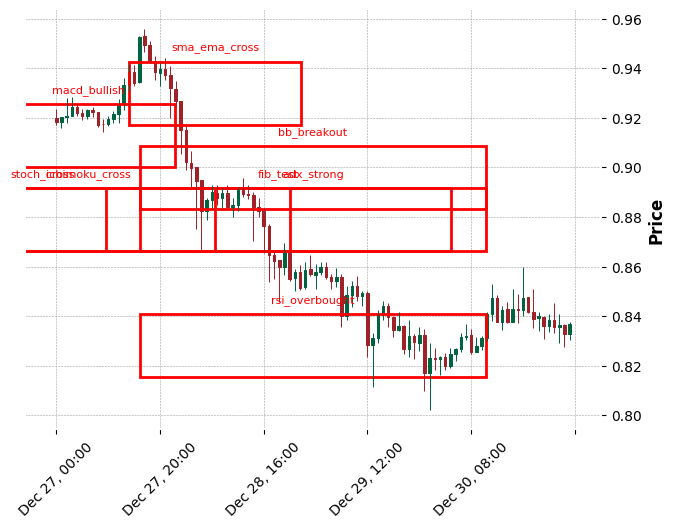 0.96
sma_ema_cross
0.94
macd_bullish
0.92
bb_breakout
0.90
stoch_cross
ichimoku_cross
fib_test
adx_strong
0.88
Price
0.86
rsi_overbought
0.84
0.82
0.80
Dec 27, 00:00
Dec 27, 20:00
Dec 28, 16:00
Dec 29, 12:00
Dec 30, 08:00